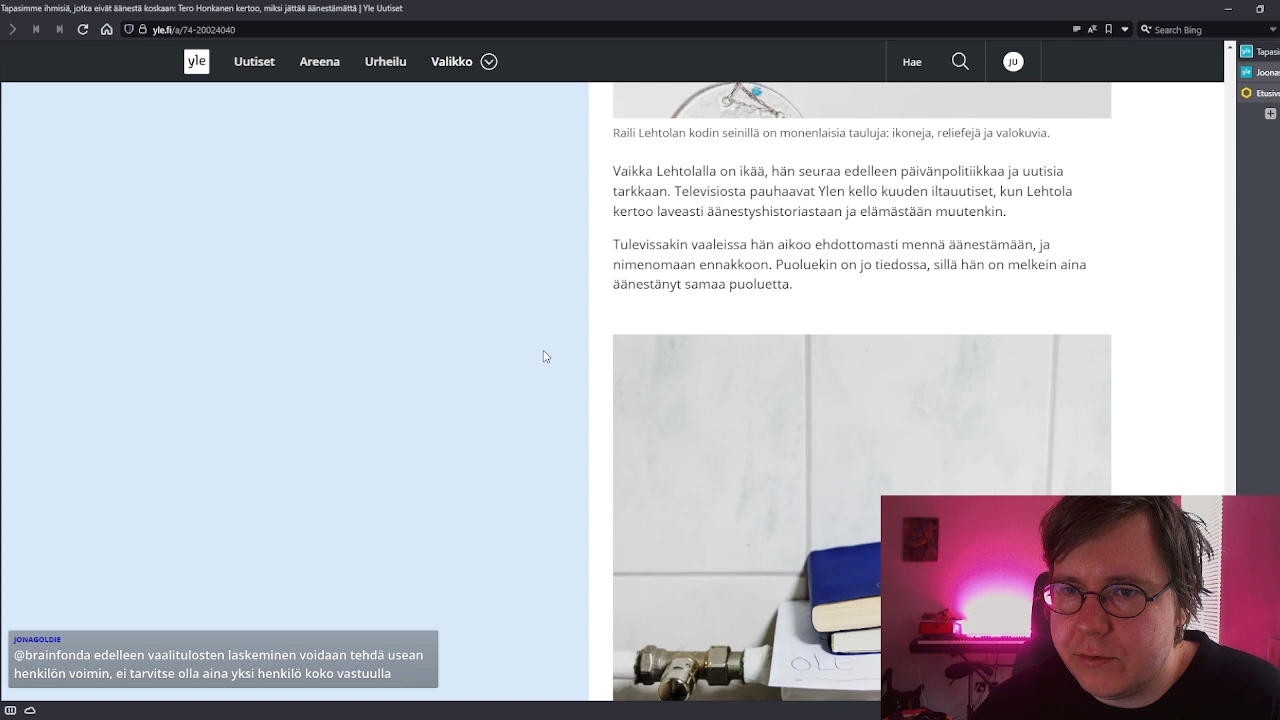 Tapasimme ihmisiä, jotka eivät äänestä koskaan: Tero Honkanen kertoo, miksi jättää äänestämättä | Yle Uutiset
yle.fi/a/74-20024040
Search Bing
yle
Uutiset
Areena
Urheilu
Valikko
Hae
JU
Tapasi
Joonas
Etusivu
Raili Lehtolan kodin seinillä on monenlaisia tauluja: ikoneja, reliefejä ja valokuvia.
Vaikka Lehtolalla on ikää, hän seuraa edelleen päivänpolitiikkaa ja uutisia
tarkkaan. Televisiosta pauhaavat Ylen kello kuuden iltauutiset, kun Lehtola
kertoo laveasti äänestyshistoriastaan ja elämästään muutenkin.
Tulevissakin vaaleissa hän aikoo ehdottomasti mennä äänestämään, ja
nimenomaan ennakkoon. Puoluekin on jo tiedossa, sillä hän on melkein aina
äänestänyt samaa puoluetta.
OLE
JONAGOLDIE
@brainfonda edelleen vaalitulosten laskeminen voidaan tehdä usean
henkilön voimin, ei tarvitse olla aina yksi henkilö koko vastuulla